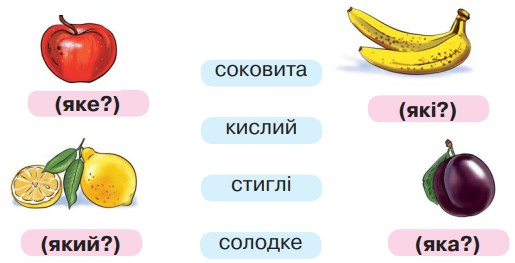 соковита
(яке?)
(які?)
кислий
стиглі
(який?)
солодке
(яка?)